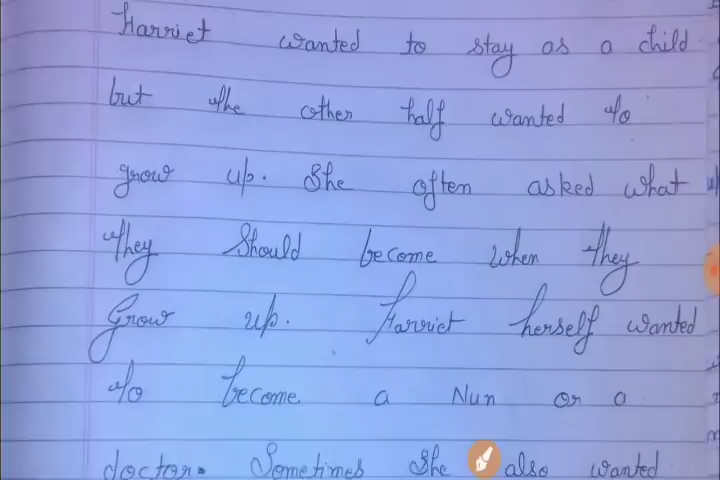 Harriet wanted to stay as a child
but the other half wanted to
grow up. She often asked what
they Should become when they
Grow up. Harriet herself wanted
to become a Nun or a
doctor. Sometimes She also wanted